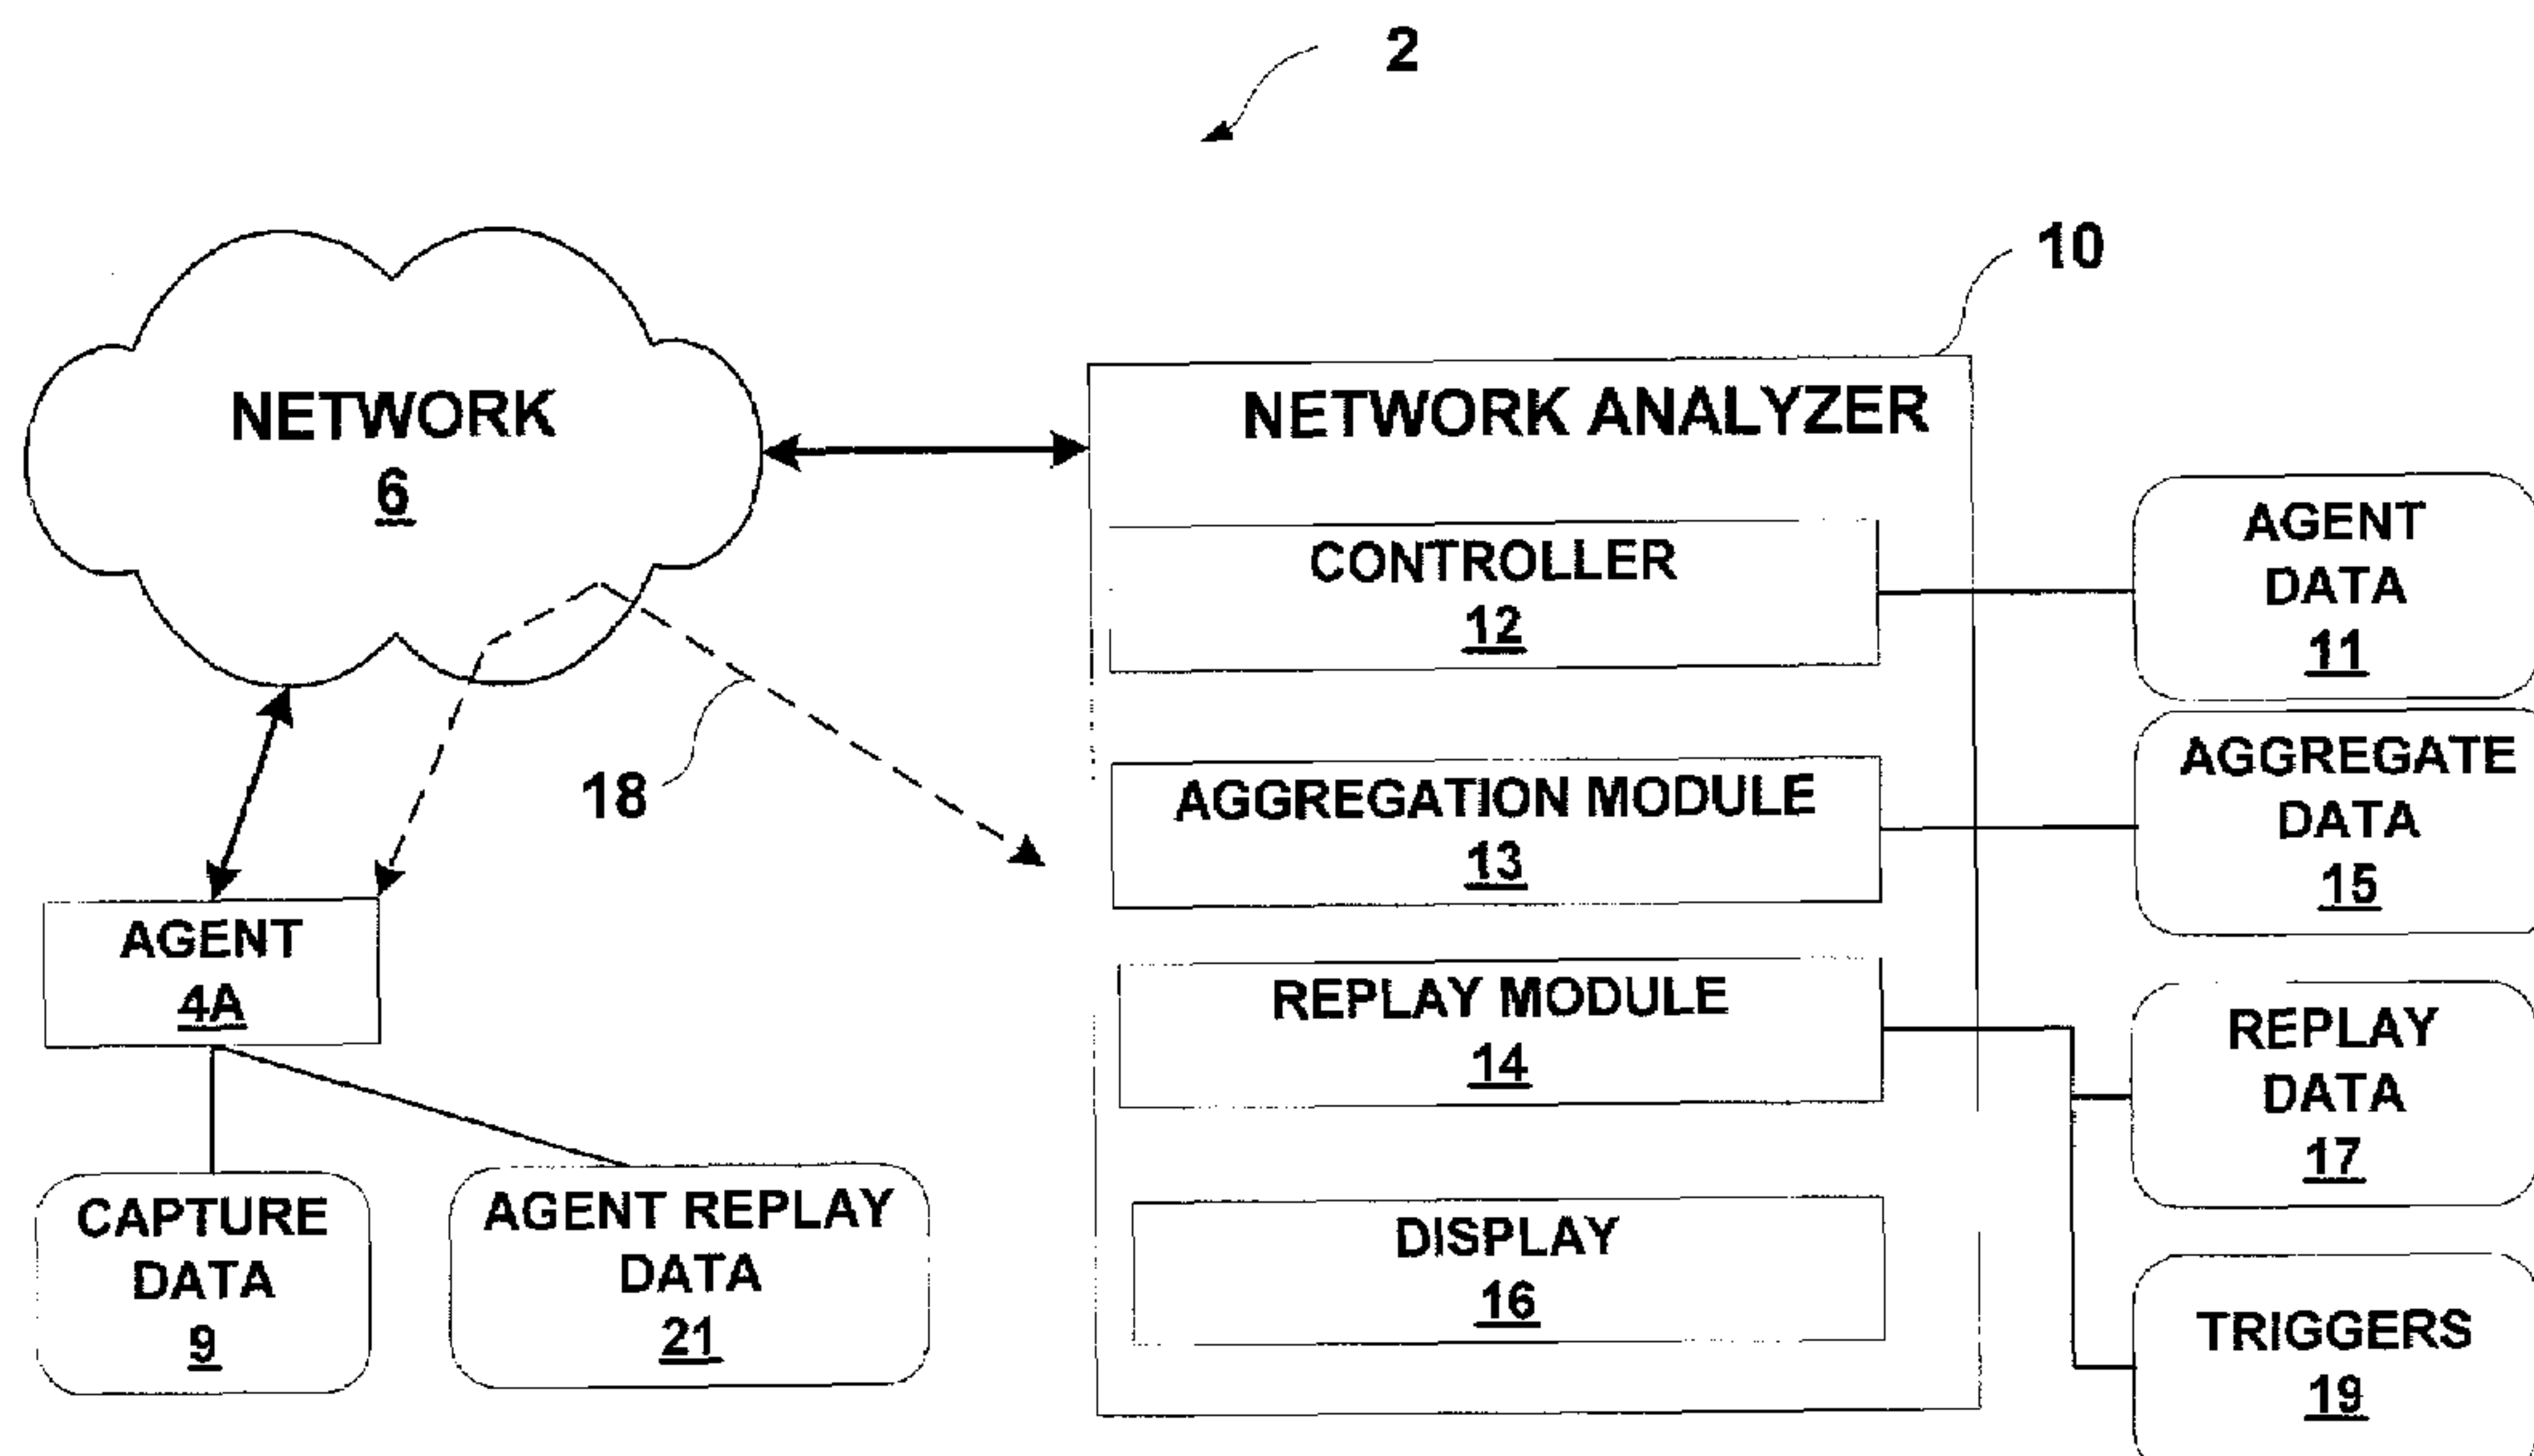 2
10
NETWORK
6
NETWORK ANALYZER
CONTROLLER
12
AGENT
DATA
11
18
AGGREGATION MODULE
13
AGGREGATE
DATA
15
AGENT
4A
REPLAY MODULE
14
REPLAY
DATA
17
CAPTURE
DATA
9
AGENT REPLAY
DATA
21
DISPLAY
16
TRIGGERS
19